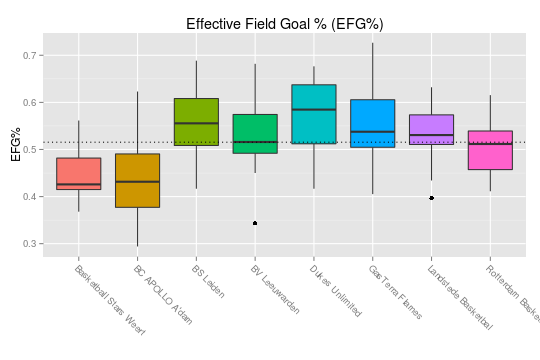 Effective Field Goal % (EFG%)
EFG%
0.7
0.6
0.5
0.4
0.3
Basketball Stars Weert
BC APOLLO A'dam
BS Leiden
BV Leeuwarden
Dukes Unlimited
GasTerra Flames
Landstede Basketbal
Rotterdam Baske